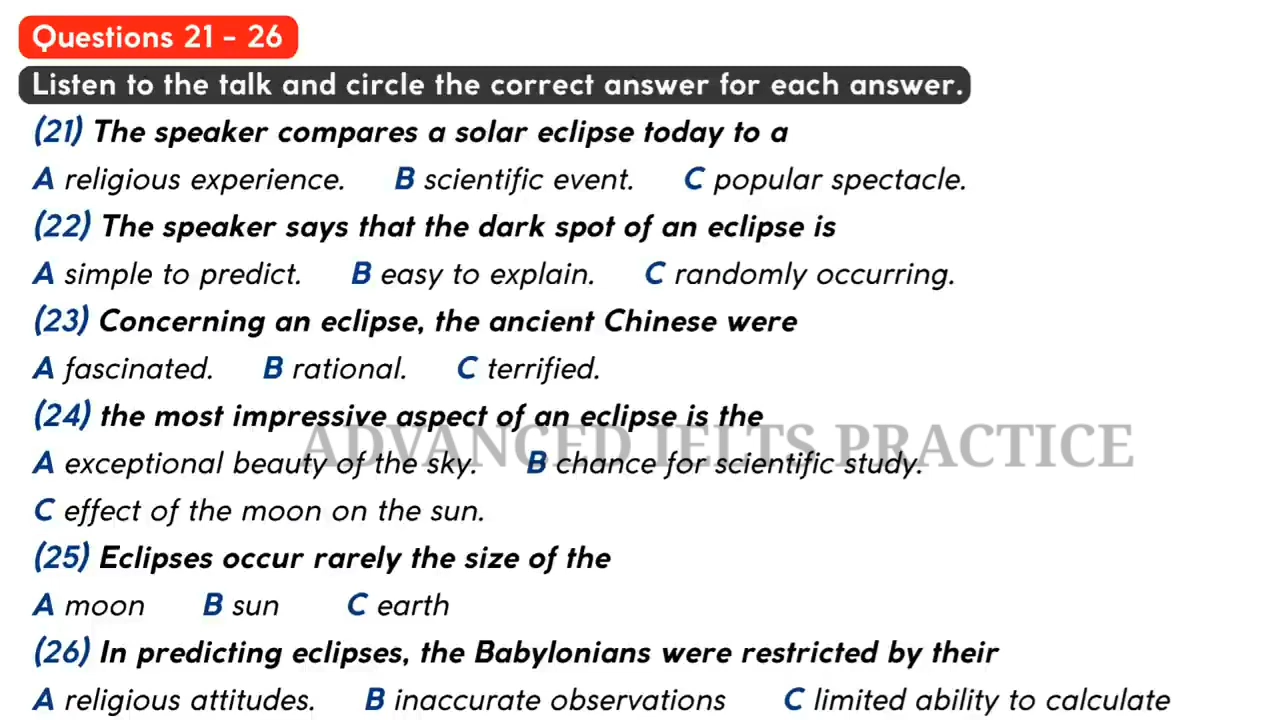 Questions 21 - 26
Listen to the talk and circle the correct answer for each answer.
(21) The speaker compares a solar eclipse today to a
A religious experience. B scientific event. C popular spectacle.
(22) The speaker says that the dark spot of an eclipse is
A simple to predict. B easy to explain. C randomly occurring.
(23) Concerning an eclipse, the ancient Chinese were
A fascinated. B rational. C terrified.
(24) the most impressive aspect of an eclipse is the
ADVANCED IELTS PRACTICE
A exceptional beauty of the sky. B chance for scientific study.
C effect of the moon on the sun.
(25) Eclipses occur rarely the size of the
A moon B sun C earth
(26) In predicting eclipses, the Babylonians were restricted by their
A religious attitudes. B inaccurate observations C limited ability to calculate